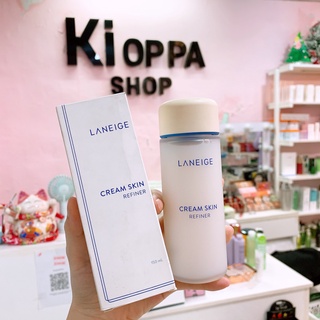 Ki OPPA
SHOP
LANEIGE
CREAM SKIN
REFINER
LANEIGE
CREAM SKIN
REFINER